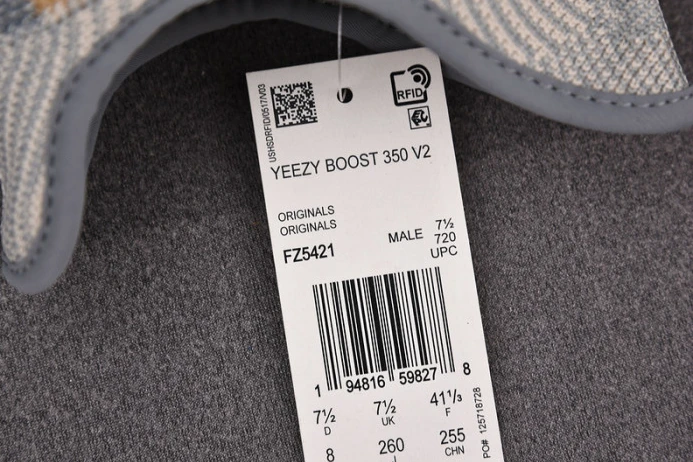 USHSDRFID/0517/V03
RFID
YEEZY BOOST 350 V2
ORIGINALS
ORIGINALS
FZ5421
MALE 7½
720
UPC
1 94816 59827 8
7½ 7½ 41⅓
D UK F
8 260 255
J CHN
PO# 125718728